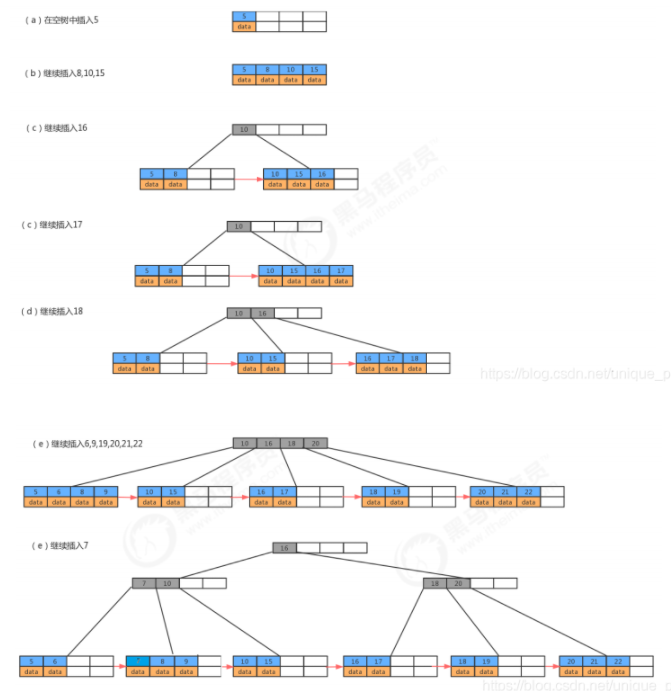 (a)在空树中插入5
5
data
(b)继续插入8,10,15
5 8 10 15
data data data data
(c)继续插入16
10
5 8 10 15 16
data data data data data
(c)继续插入17
10
5 8 10 15 16 17
data data data data data data
(d)继续插入18
10 16
5 8 10 15 16 17 18
data data data data data data data
https://blog.csdn.net/unique_p
(e)继续插入6,9,19,20,21,22
10 16 18 20
5 6 8 9 10 15 16 17 18 19 20 21 22
data data data data data data data data data data data data data
(e)继续插入7
16
7 10 18 20
5 6 8 9 10 15 16 17 18 19 20 21 22
data data data data data data data data data data data data data data
https://blog.csdn.net/unique_p
黑马程序员
www.itheima.com